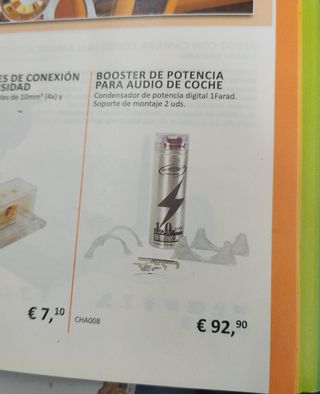 ES DE CONEXIÓN
SIDAD
les de 10mm² (4x) y
€ 7,10
BOOSTER DE POTENCIA
PARA AUDIO DE COCHE
Condensador de potencia digital 1Farad.
Soporte de montaje 2 uds.
CHA008
€ 92,90